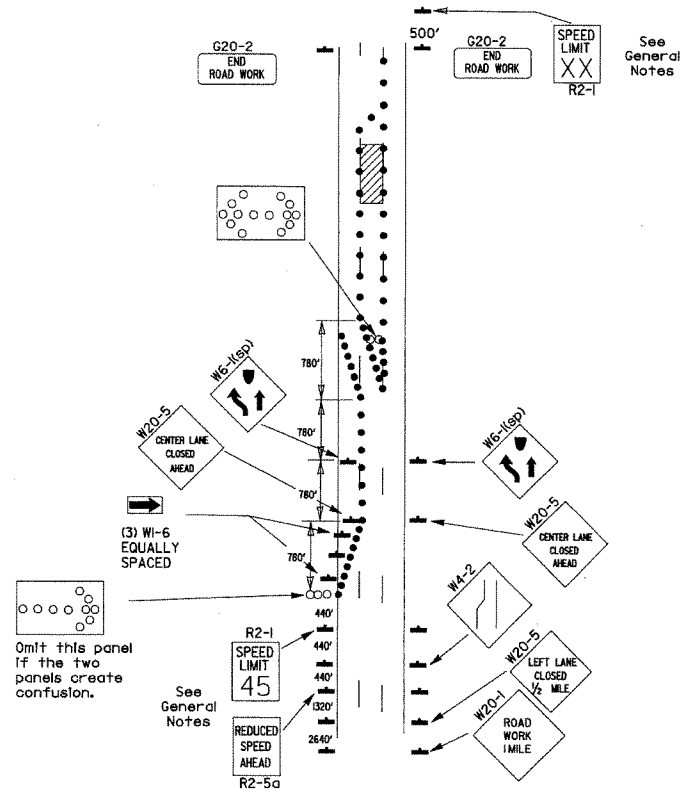 G20-2
END
ROAD WORK
500'
G20-2
END
ROAD WORK
SPEED
LIMIT
XX
R2-1
See
General
Notes
780'
W6-1(sp)
W20-5
CENTER LANE
CLOSED
AHEAD
780'
W6-1(sp)
780'
(3) W1-6
EQUALLY
SPACED
W20-5
CENTER LANE
CLOSED
AHEAD
780'
Omit this panel
if the two
panels create
confusion.
440'
R2-1
SPEED
LIMIT
45
440'
W4-2
440'
See
General
Notes
W20-5
LEFT LANE
CLOSED
1/2 MILE
1320'
REDUCED
SPEED
AHEAD
R2-5a
W20-1
ROAD
WORK
1 MILE
2640'